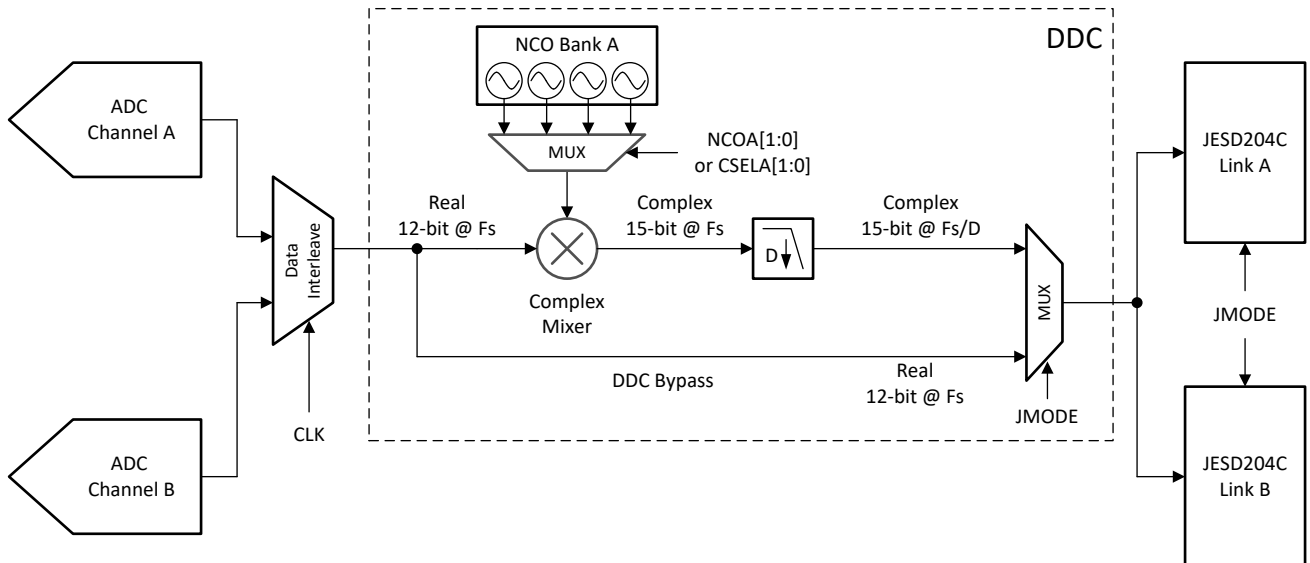 DDC
NCO Bank A
MUX
NCOA[1:0]
or CSELA[1:0]
ADC
Channel A
Data
Interleave
CLK
Real
12-bit @ Fs
Complex
Mixer
Complex
15-bit @ Fs
D
Complex
15-bit @ Fs/D
DDC Bypass
Real
12-bit @ Fs
MUX
JMODE
JESD204C
Link A
JMODE
ADC
Channel B
JESD204C
Link B